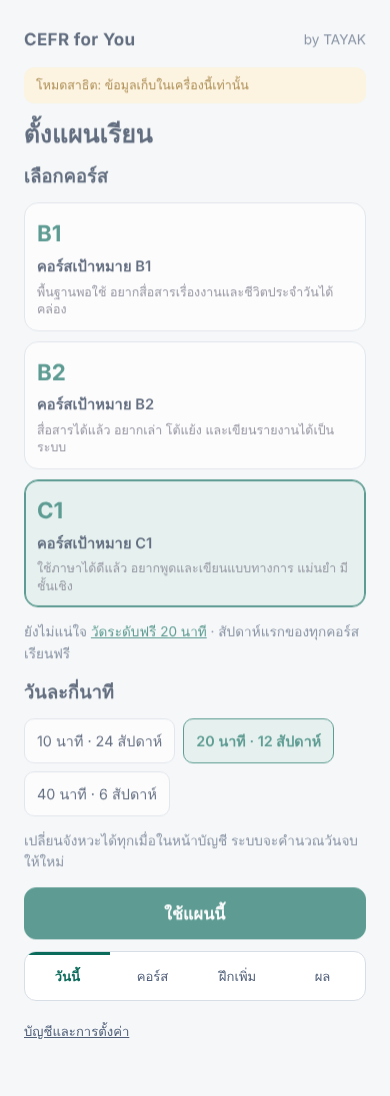 CEFR for You
by TAYAK
โหมดสาธิต: ข้อมูลเก็บในเครื่องนี้เท่านั้น
ตั้งแผนเรียน
เลือกคอร์ส
B1
คอร์สเป้าหมาย B1
พื้นฐานพอใช้ อยากสื่อสารเรื่องงานและชีวิตประจำวันได้
คล่อง
B2
คอร์สเป้าหมาย B2
สื่อสารได้แล้ว อยากเล่า โต้แย้ง และเขียนรายงานได้เป็น
ระบบ
C1
คอร์สเป้าหมาย C1
ใช้ภาษาได้ดีแล้ว อยากพูดและเขียนแบบทางการ แม่นยำ มี
ชั้นเชิง
ยังไม่แน่ใจ วัดระดับฟรี 20 นาที · สัปดาห์แรกของทุกคอร์ส
เรียนฟรี
วันละกี่นาที
10 นาที · 24 สัปดาห์
20 นาที · 12 สัปดาห์
40 นาที · 6 สัปดาห์
เปลี่ยนจังหวะได้ทุกเมื่อในหน้าบัญชี ระบบจะคำนวณวันจบ
ให้ใหม่
ใช้แผนนี้
วันนี้
คอร์ส
ฝึกเพิ่ม
ผล
บัญชีและการตั้งค่า